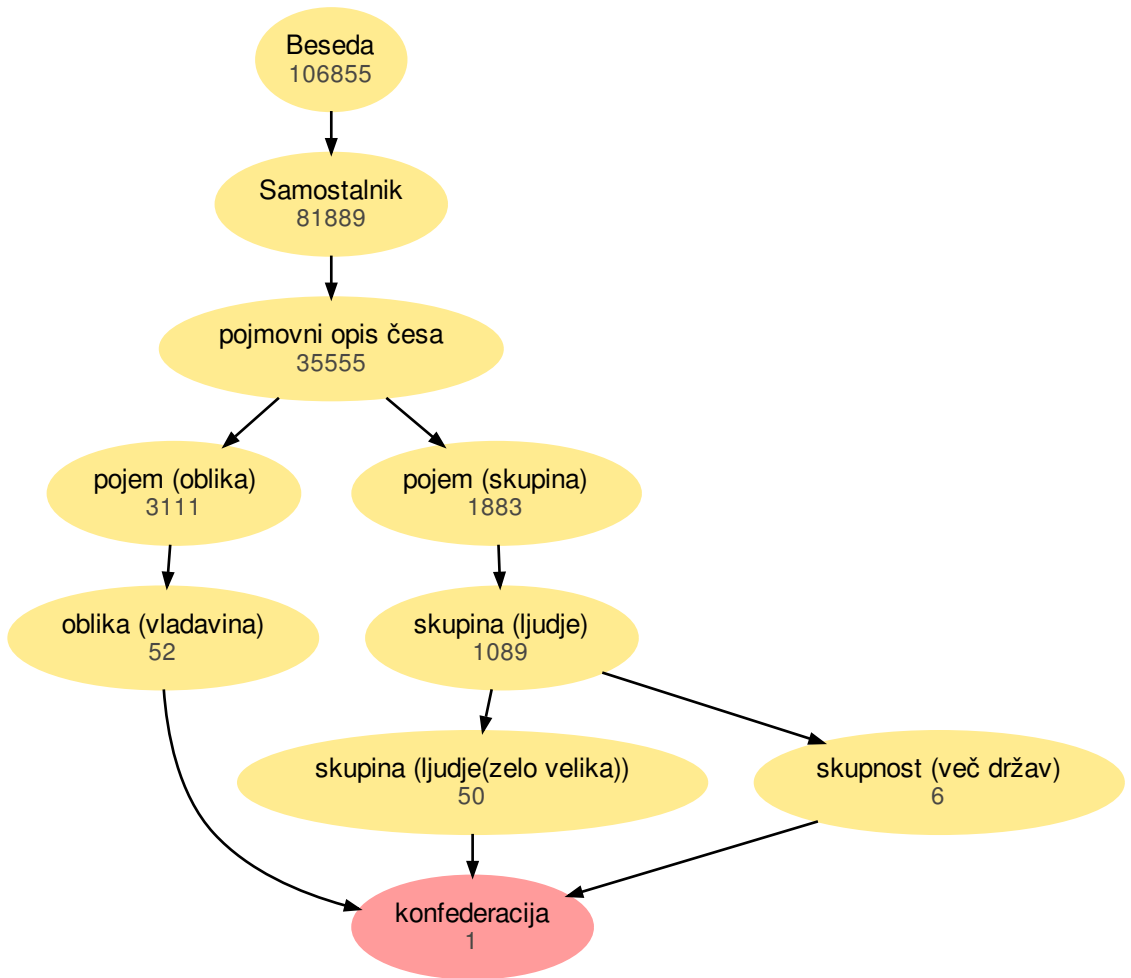 Beseda
106855
Samostalnik
81889
pojmovni opis česa
35555
pojem (oblika)
3111
pojem (skupina)
1883
oblika (vladavina)
52
skupina (ljudje)
1089
skupina (ljudje(zelo velika))
50
skupnost (več držav)
6
konfederacija
1